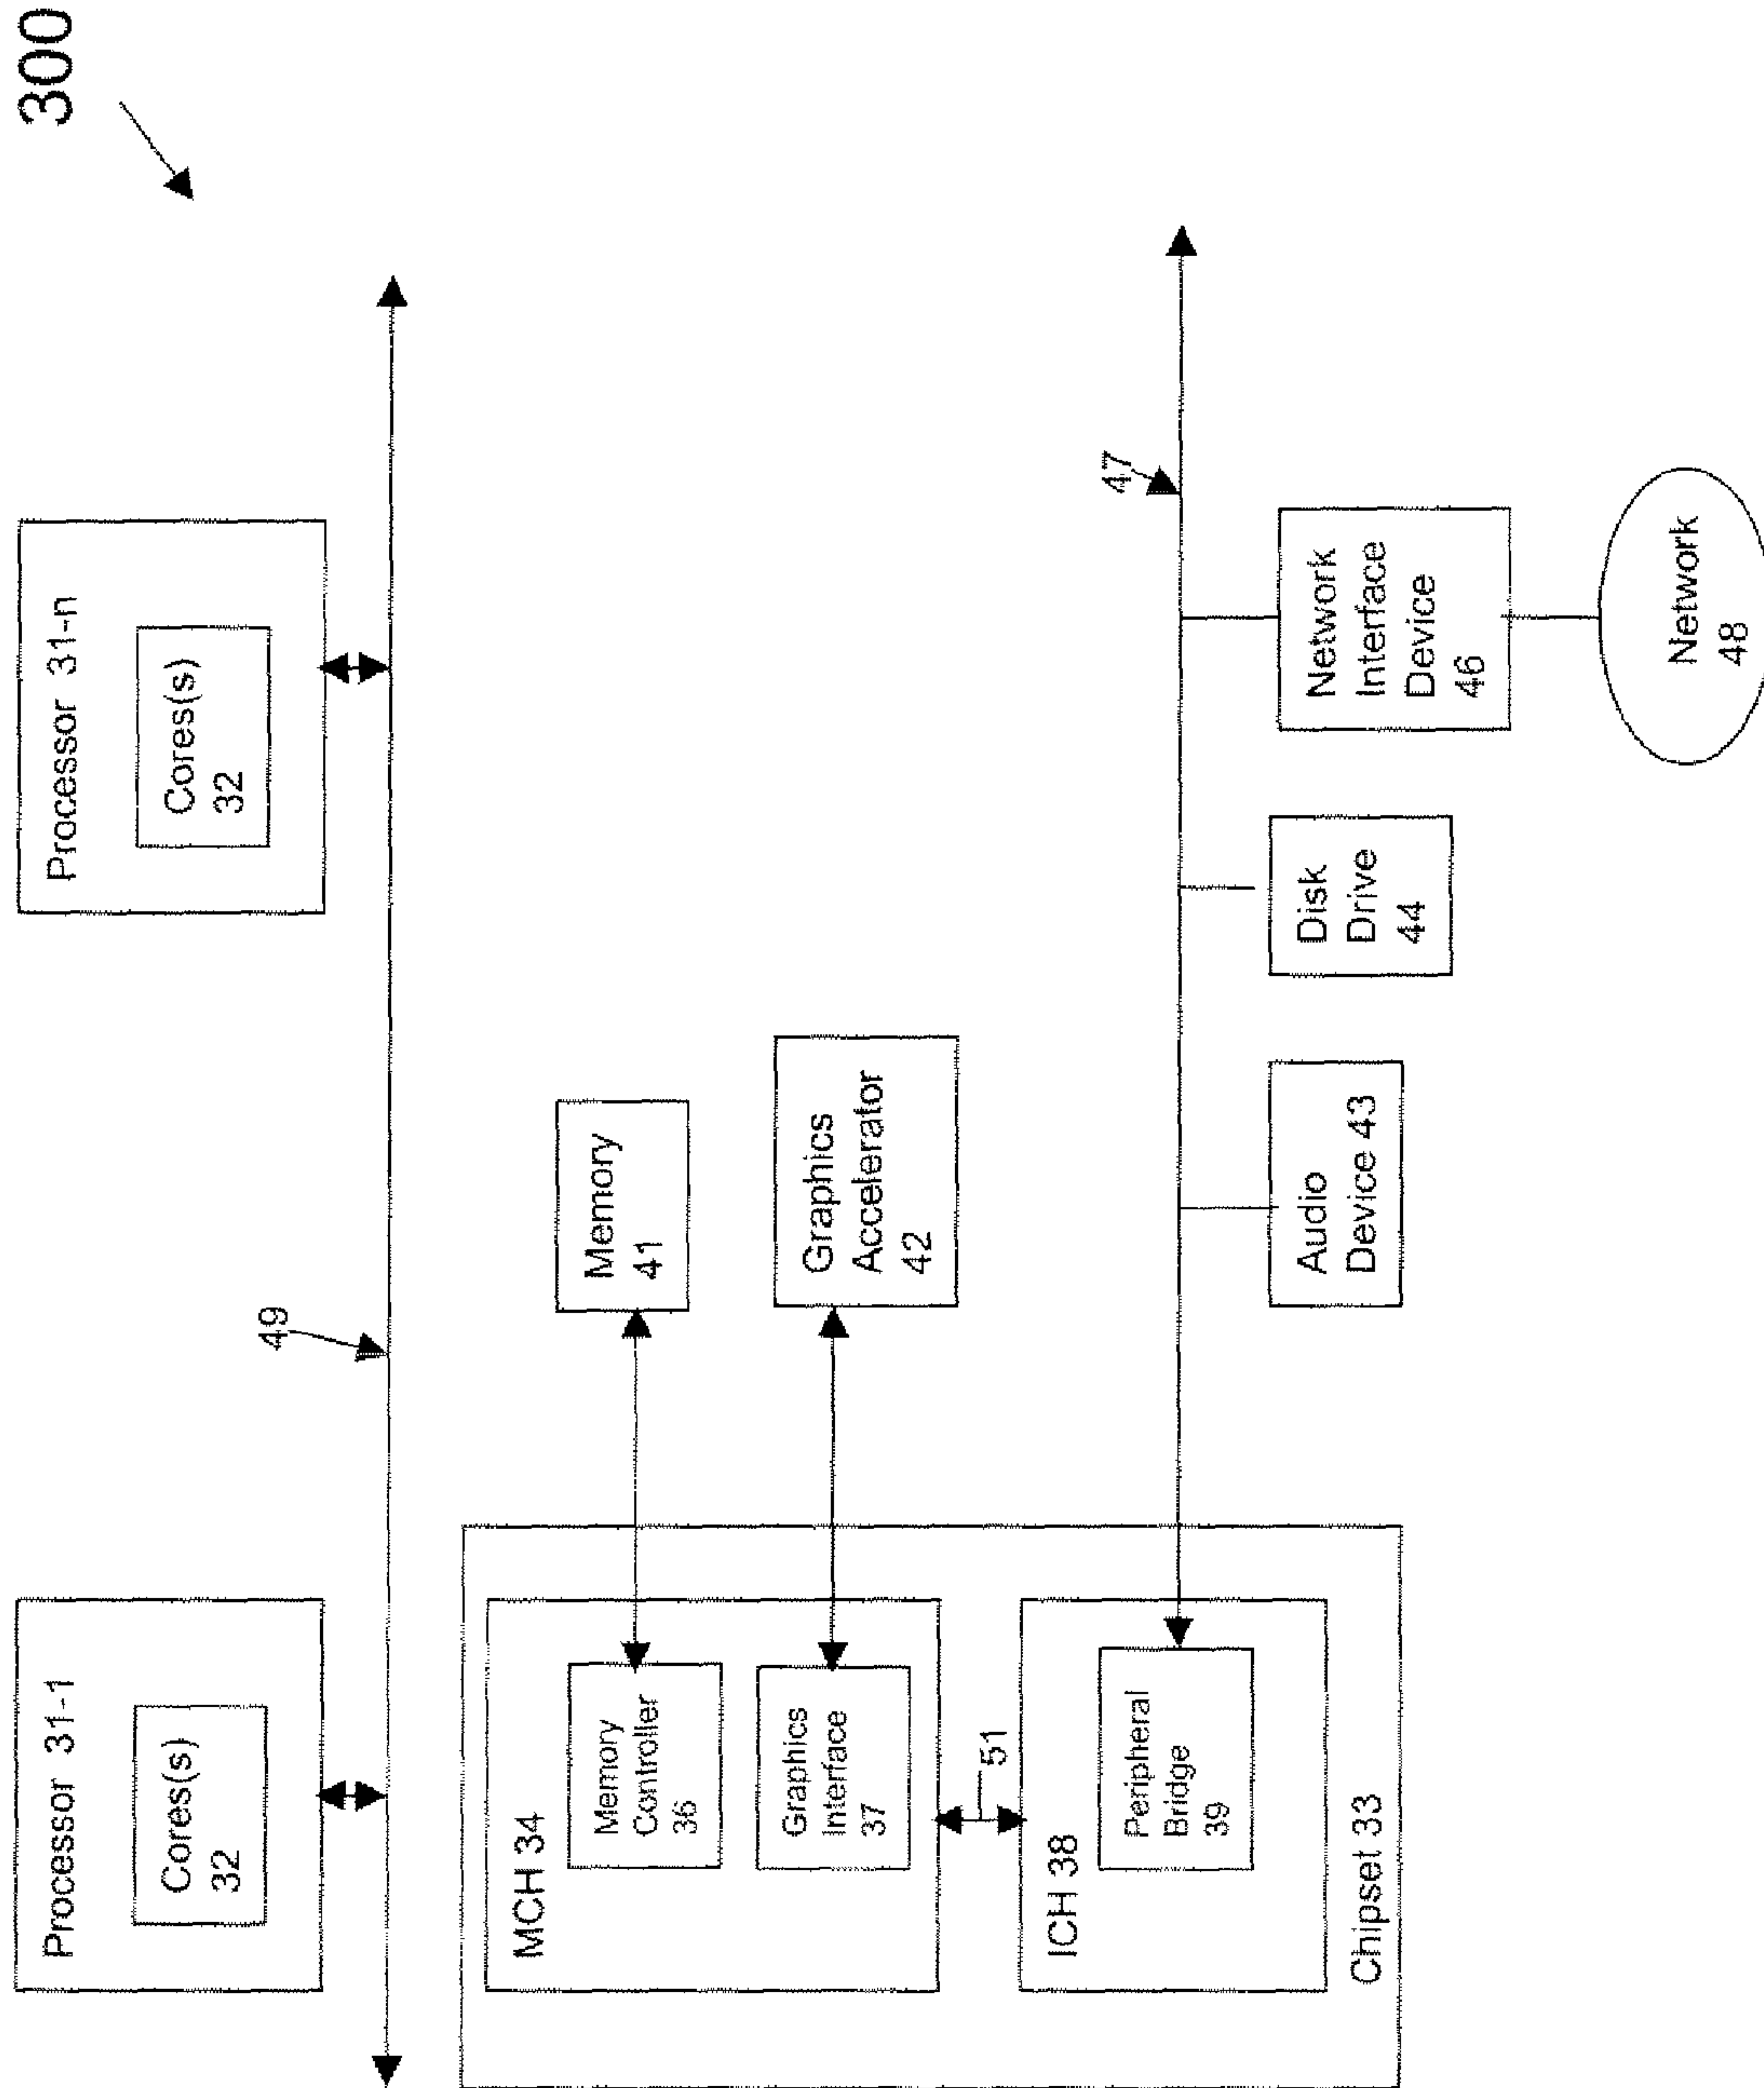 300
Processor 31-1
Cores(s)
32
Processor 31-n
Cores(s)
32
49
MCH 34
Memory
Controller
36
Graphics
Interface
37
Memory
41
Graphics
Accelerator
42
51
ICH 38
Peripheral
Bridge
39
Chipset 33
47
Audio
Device 43
Disk
Drive
44
Network
Interface
Device
46
Network
48